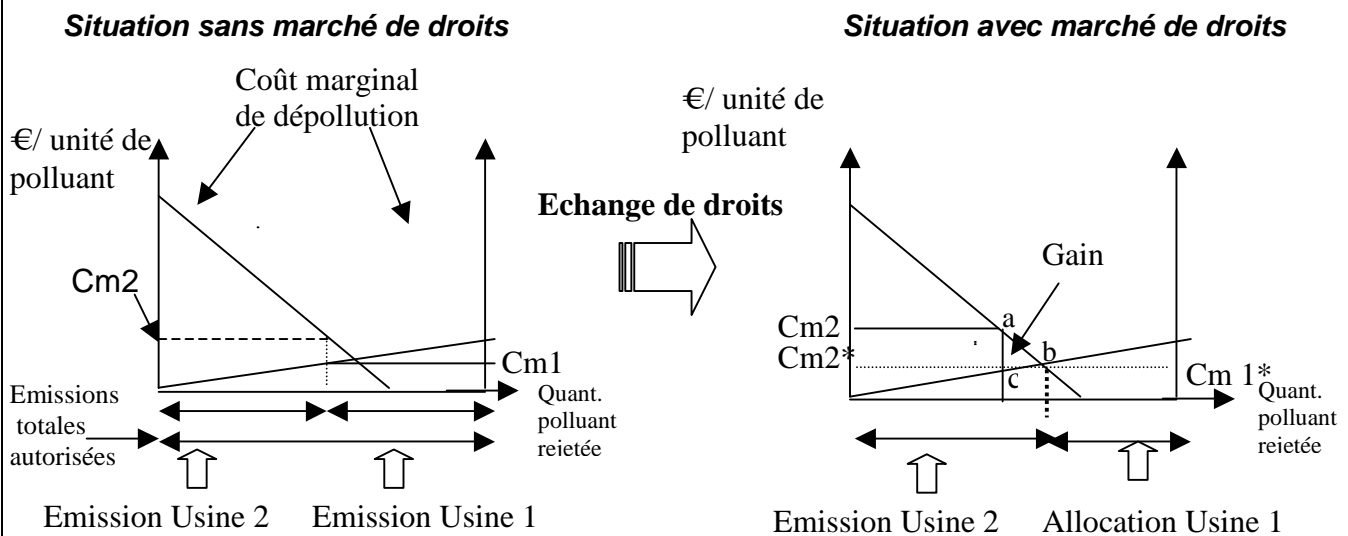 Situation sans marché de droits
Situation avec marché de droits
Coût marginal
de dépollution
€/ unité de
polluant
Cm2
Cm1
Emissions
totales
autorisées
Quant.
polluant
rejetée
Emission Usine 2
Emission Usine 1
Echange de droits
€/ unité de
polluant
Gain
Cm2
a
Cm2*
b
c
Cm 1*
Quant.
polluant
rejetée
Emission Usine 2
Allocation Usine 1